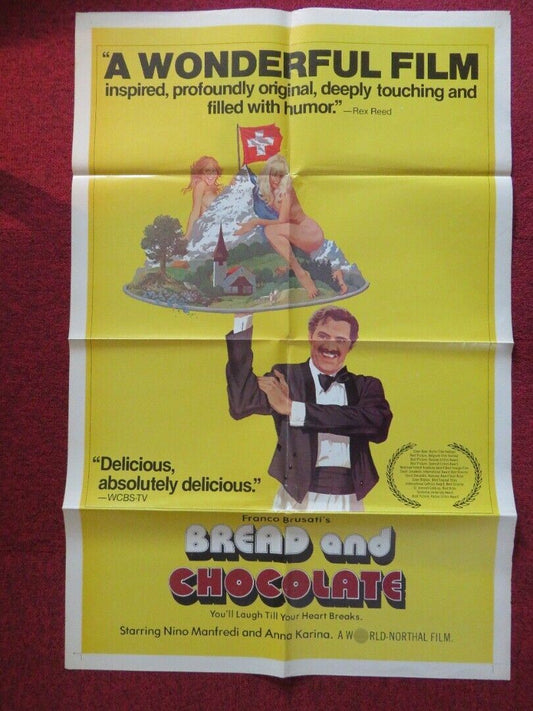 “A WONDERFUL FILM
inspired, profoundly original, deeply touching and
filled with humor.” —Rex Reed
“Delicious,
absolutely delicious.”
—WCBS-TV
Franco Brusati's
BREAD and
CHOCOLATE
You'll Laugh Till Your Heart Breaks.
Starring Nino Manfredi and Anna Karina. A WORLD-NORTHAL FILM.